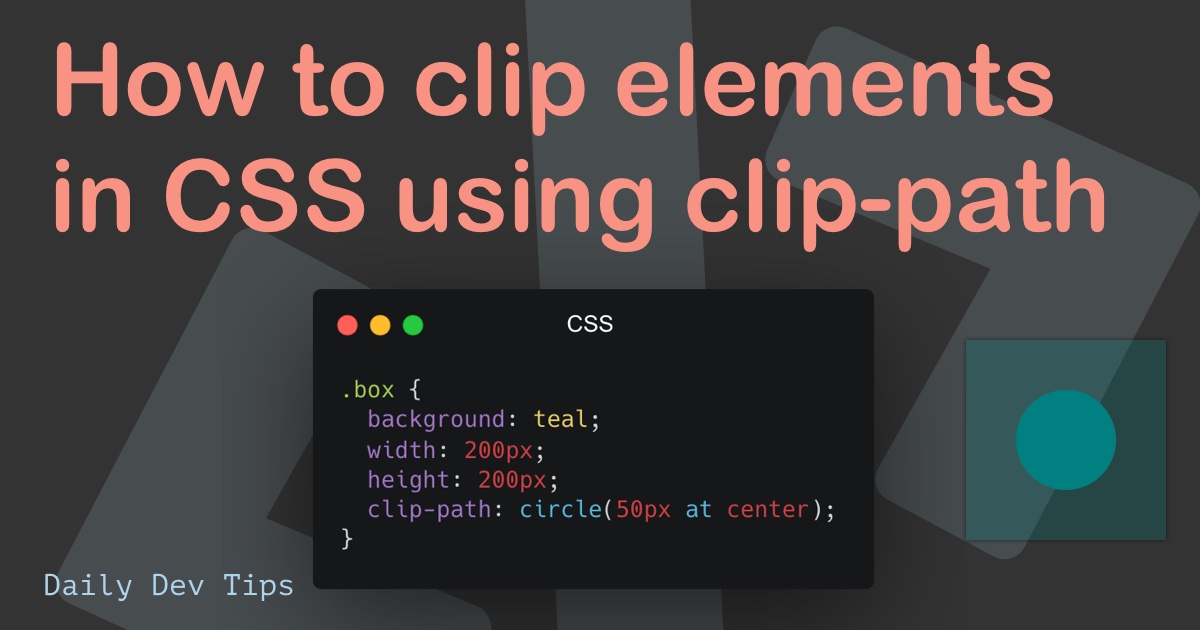 How to clip elements
in CSS using clip-path
CSS
.box {
  background: teal;
  width: 200px;
  height: 200px;
  clip-path: circle(50px at center);
}
Daily Dev Tips